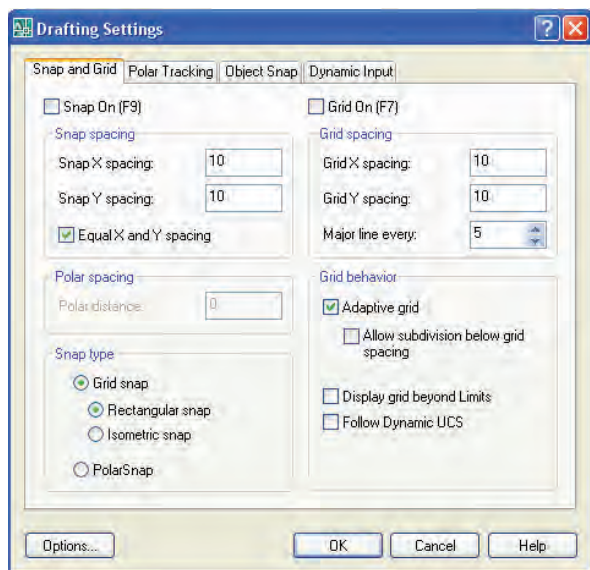 Drafting Settings
Snap and Grid Polar Tracking Object Snap Dynamic Input
Snap On (F9)
Snap spacing
Snap X spacing: 10
Snap Y spacing: 10
Equal X and Y spacing
Polar spacing
Polar distance: 0
Snap type
Grid snap
Rectangular snap
Isometric snap
PolarSnap
Grid On (F7)
Grid spacing
Grid X spacing: 10
Grid Y spacing: 10
Major line every: 5
Grid behavior
Adaptive grid
Allow subdivision below grid
spacing
Display grid beyond Limits
Follow Dynamic UCS
Options... OK Cancel Help